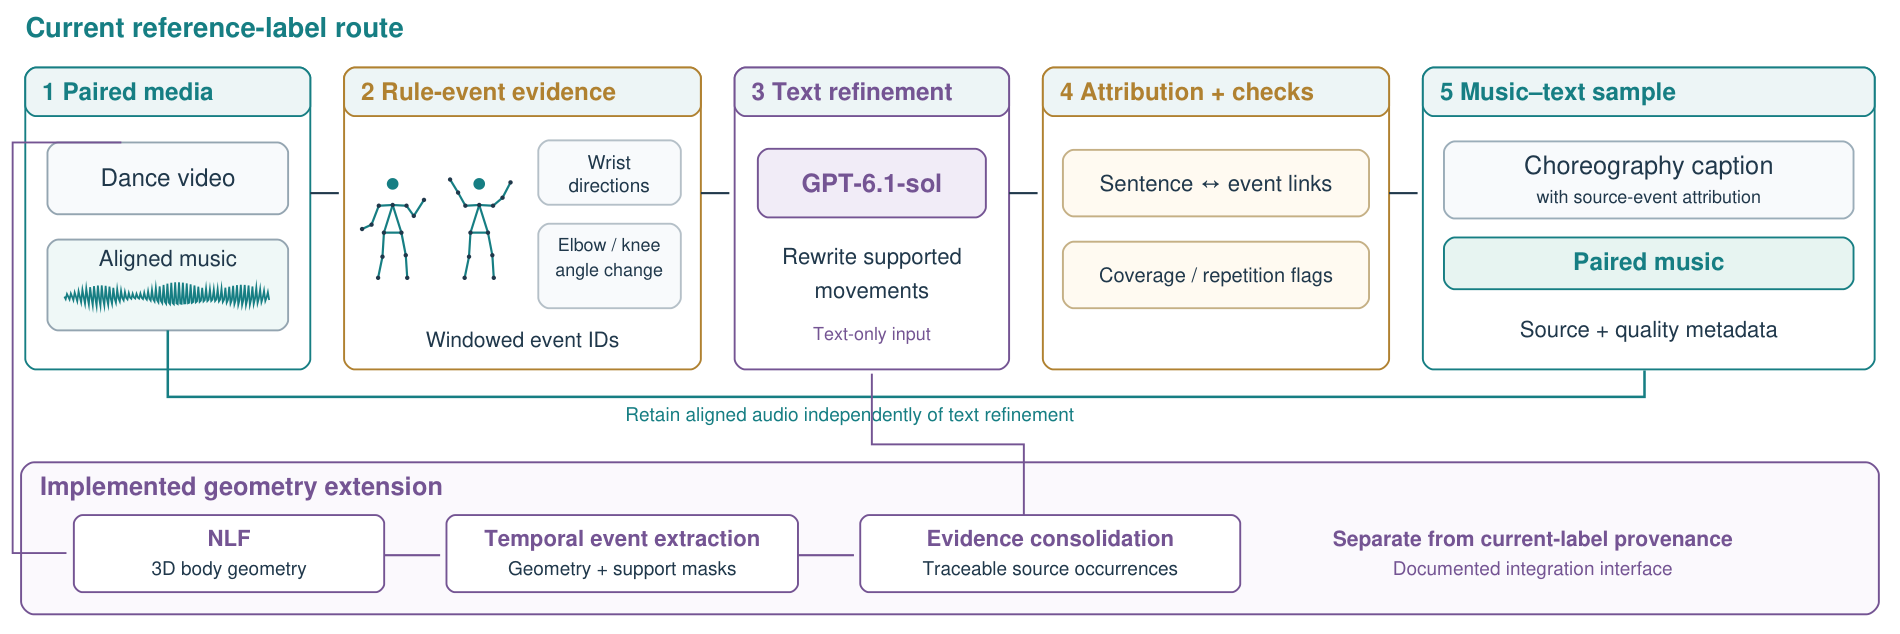 Current reference-label route
1 Paired media
Dance video
Aligned music
2 Rule-event evidence
Wrist
directions
Elbow / knee
angle change
Windowed event IDs
3 Text refinement
GPT-6.1-sol
Rewrite supported
movements
Text-only input
4 Attribution + checks
Sentence ↔ event links
Coverage / repetition flags
5 Music–text sample
Choreography caption
with source-event attribution
Paired music
Source + quality metadata
Retain aligned audio independently of text refinement
Implemented geometry extension
NLF
3D body geometry
Temporal event extraction
Geometry + support masks
Evidence consolidation
Traceable source occurrences
Separate from current-label provenance
Documented integration interface